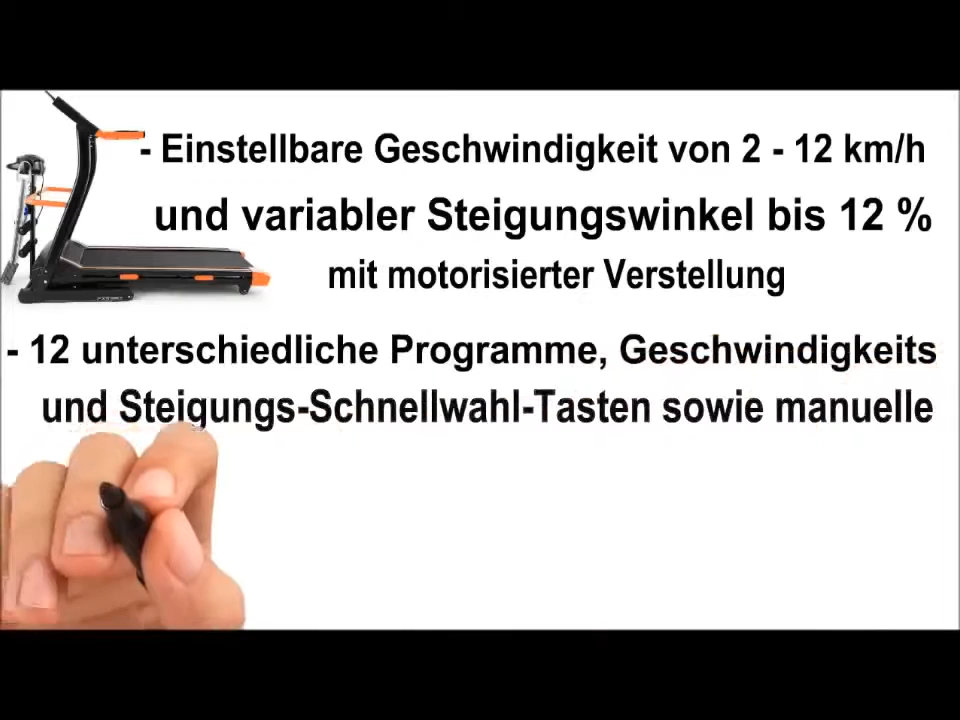 - Einstellbare Geschwindigkeit von 2 - 12 km/h
und variabler Steigungswinkel bis 12 %
mit motorisierter Verstellung
- 12 unterschiedliche Programme, Geschwindigkeits
und Steigungs-Schnellwahl-Tasten sowie manuelle